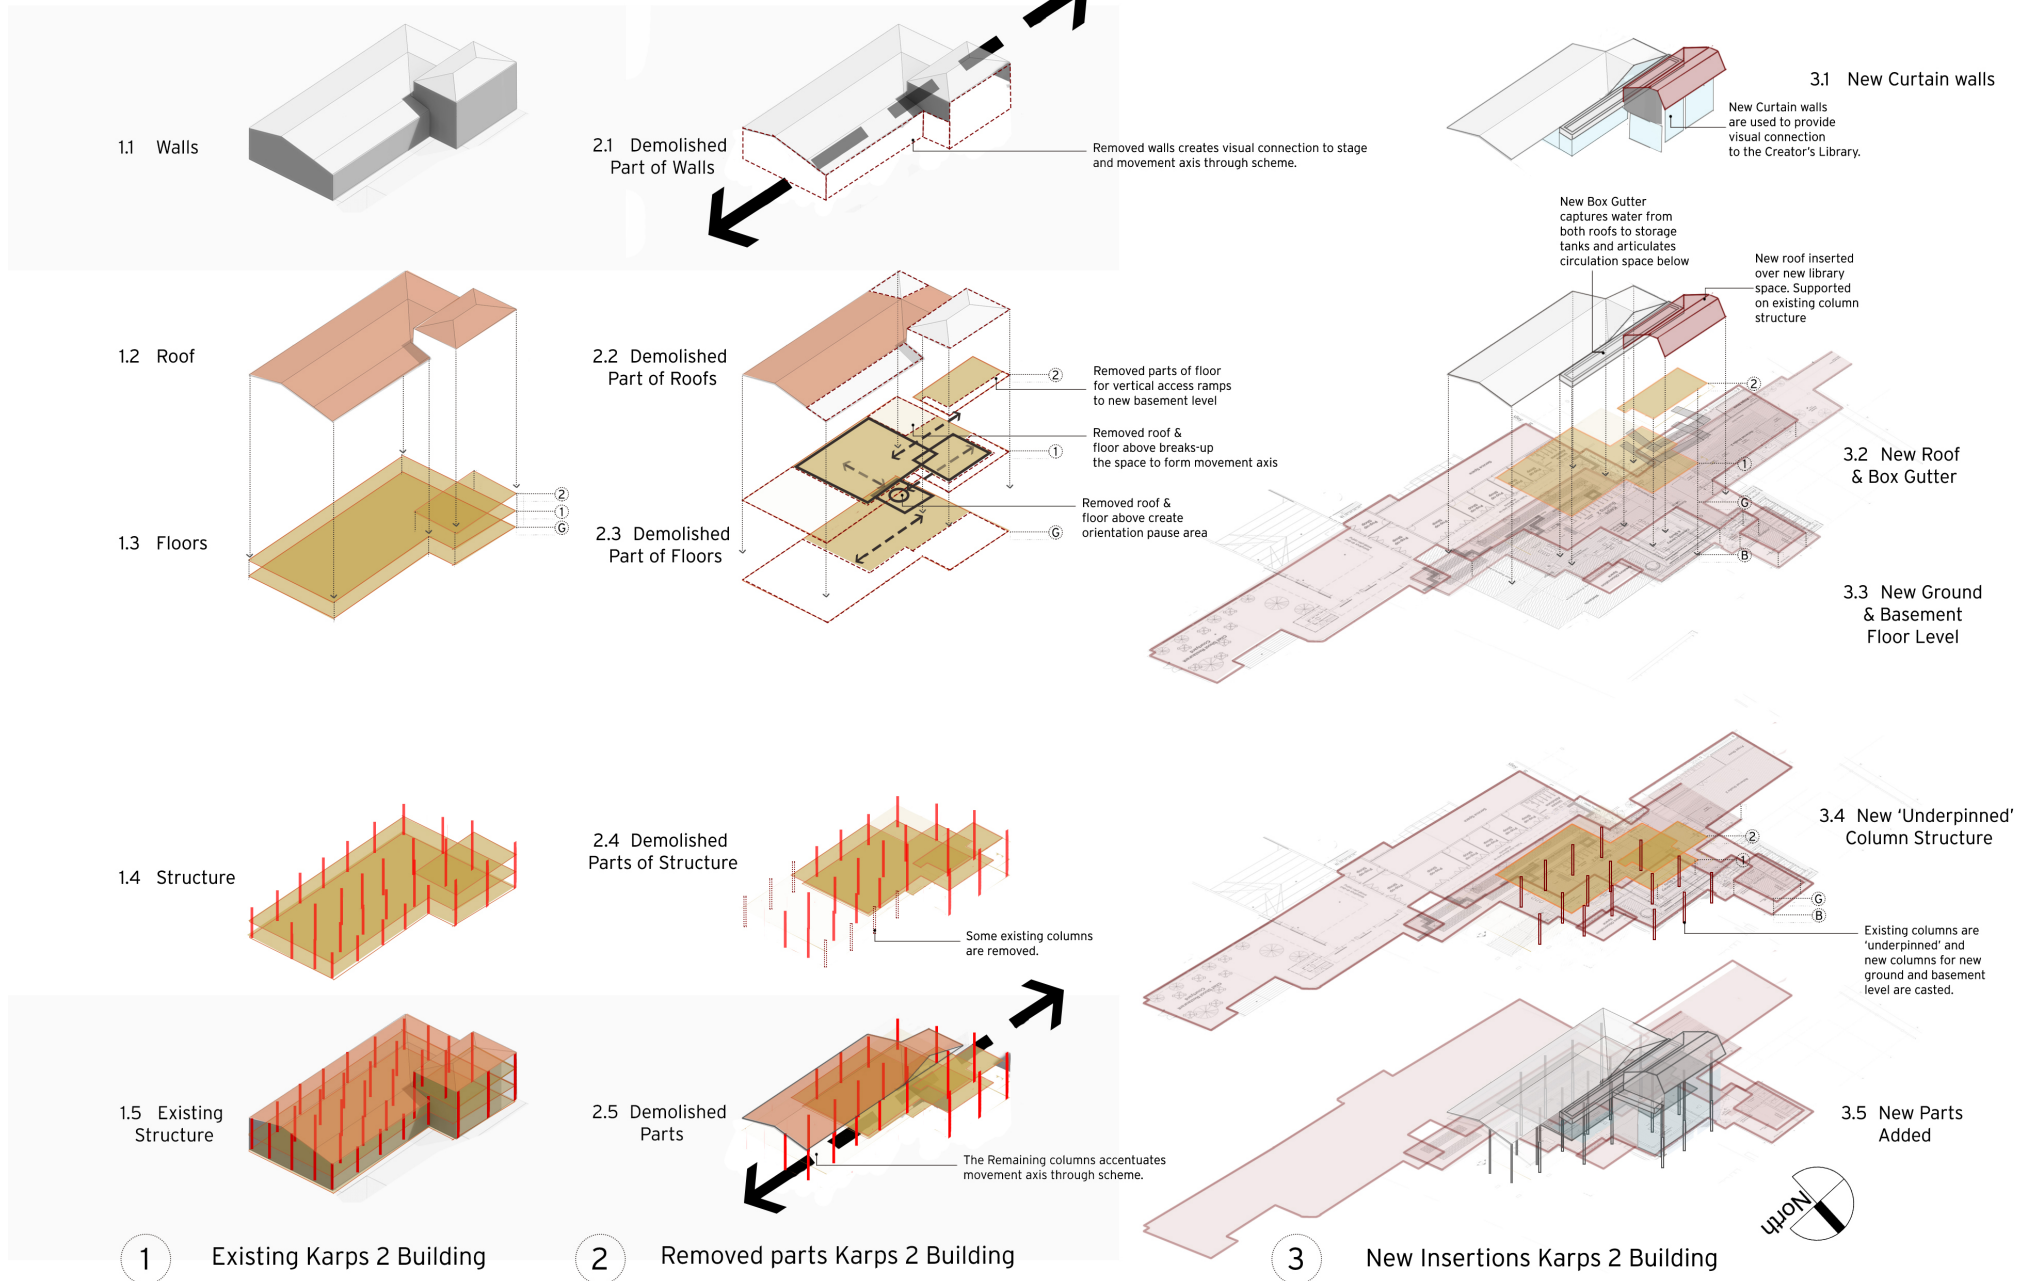 1.1 Walls
2.1 Demolished
Part of Walls
Removed walls creates visual connection to stage
and movement axis through scheme.
3.1 New Curtain walls
New Curtain walls
are used to provide
visual connection
to the Creator's Library.
New Box Gutter
captures water from
both roofs to storage
tanks and articulates
circulation space below
New roof inserted
over new library
space. Supported
on existing column
structure
1.2 Roof
2.2 Demolished
Part of Roofs
2
Removed parts of floor
for vertical access ramps
to new basement level
Removed roof &
floor above breaks-up
the space to form movement axis
1
Removed roof &
floor above create
orientation pause area
G
1.3 Floors
2
1
G
2.3 Demolished
Part of Floors
2
1
G
B
3.2 New Roof
& Box Gutter
3.3 New Ground
& Basement
Floor Level
1.4 Structure
2.4 Demolished
Parts of Structure
Some existing columns
are removed.
2
1
G
B
3.4 New 'Underpinned'
Column Structure
Existing columns are
'underpinned' and
new columns for new
ground and basement
level are casted.
1.5 Existing
Structure
2.5 Demolished
Parts
The Remaining columns accentuates
movement axis through scheme.
3.5 New Parts
Added
North
1 Existing Karps 2 Building
2 Removed parts Karps 2 Building
3 New Insertions Karps 2 Building